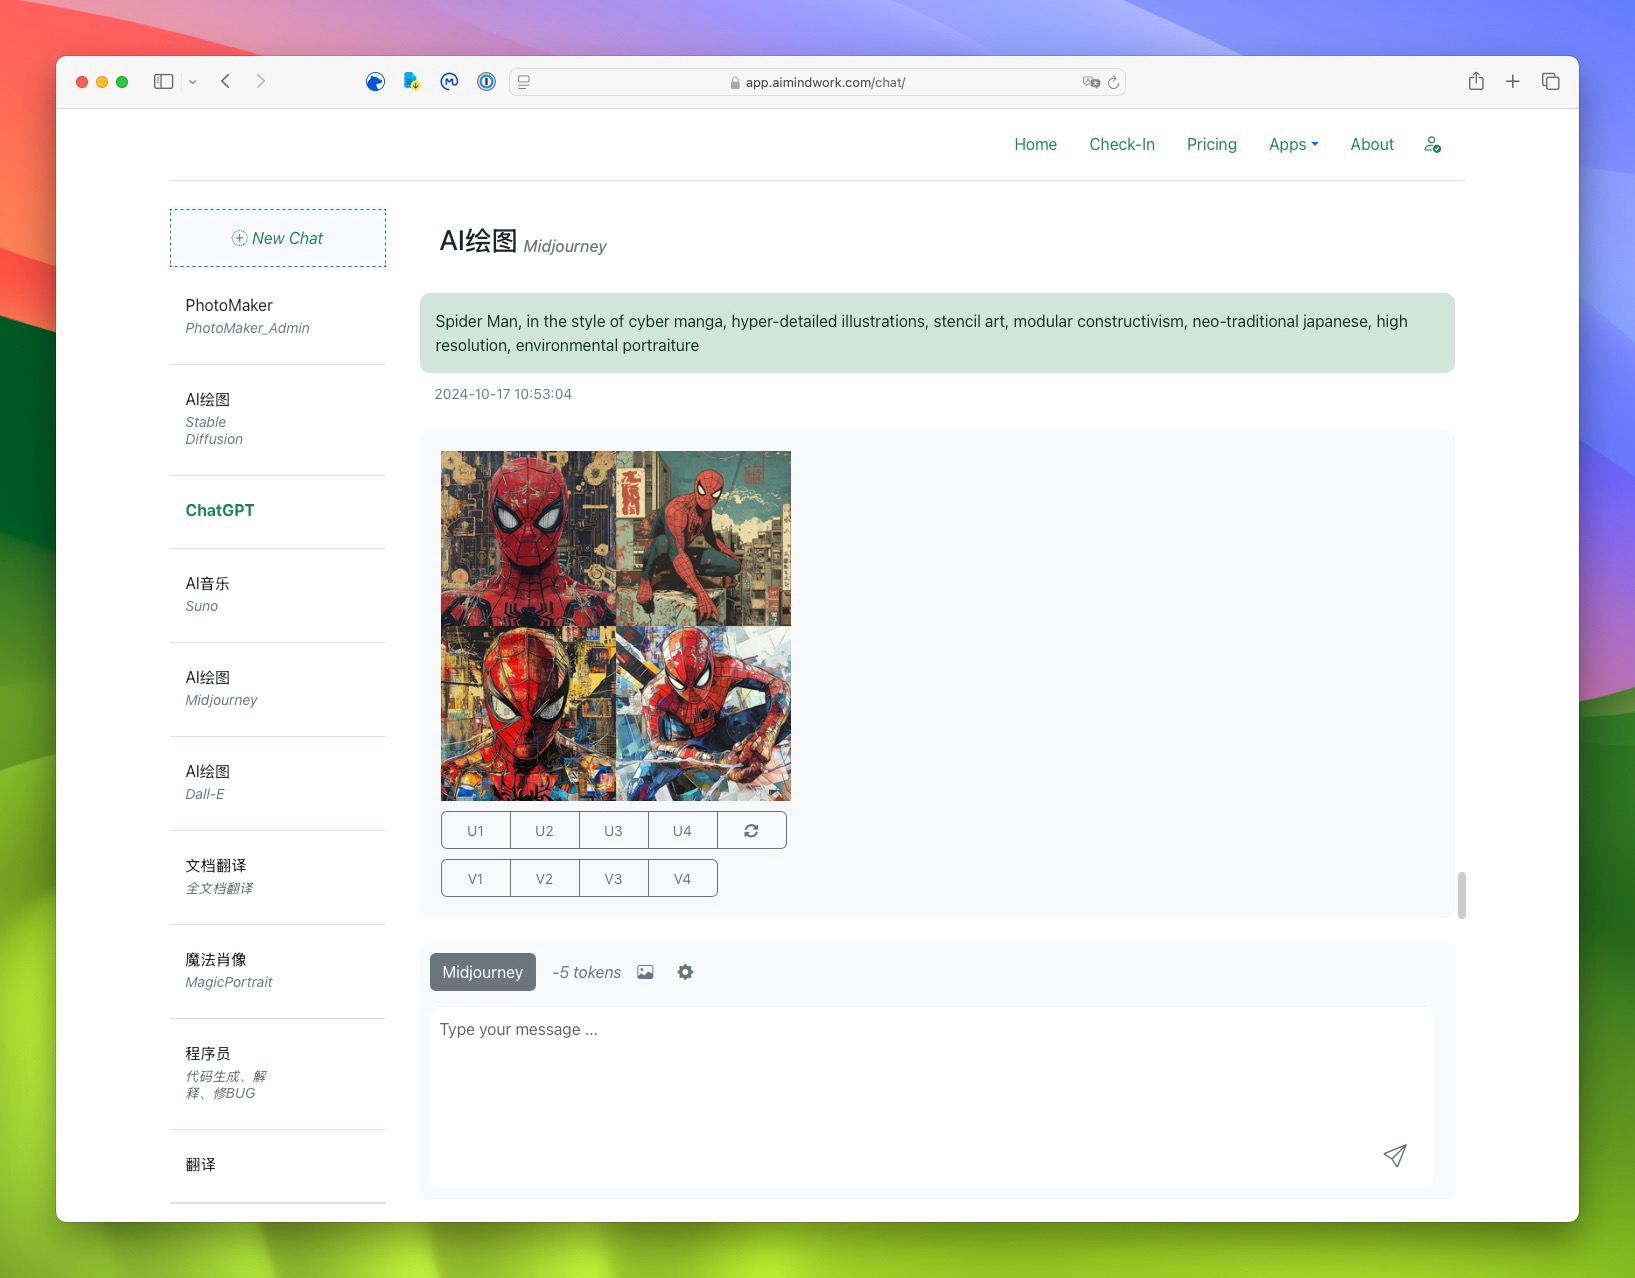 app.aimindwork.com/chat/
Home Check-In Pricing Apps About
New Chat
PhotoMaker
PhotoMaker_Admin
AI绘图
Stable
Diffusion
ChatGPT
AI音乐
Suno
AI绘图
Midjourney
AI绘图
Dall-E
文档翻译
全文档翻译
魔法肖像
MagicPortrait
程序员
代码生成、解
释、修BUG
翻译
AI绘图 Midjourney
Spider Man, in the style of cyber manga, hyper-detailed illustrations, stencil art, modular constructivism, neo-traditional japanese, high
resolution, environmental portraiture
2024-10-17 10:53:04
U1 U2 U3 U4
V1 V2 V3 V4
Midjourney -5 tokens
Type your message ...